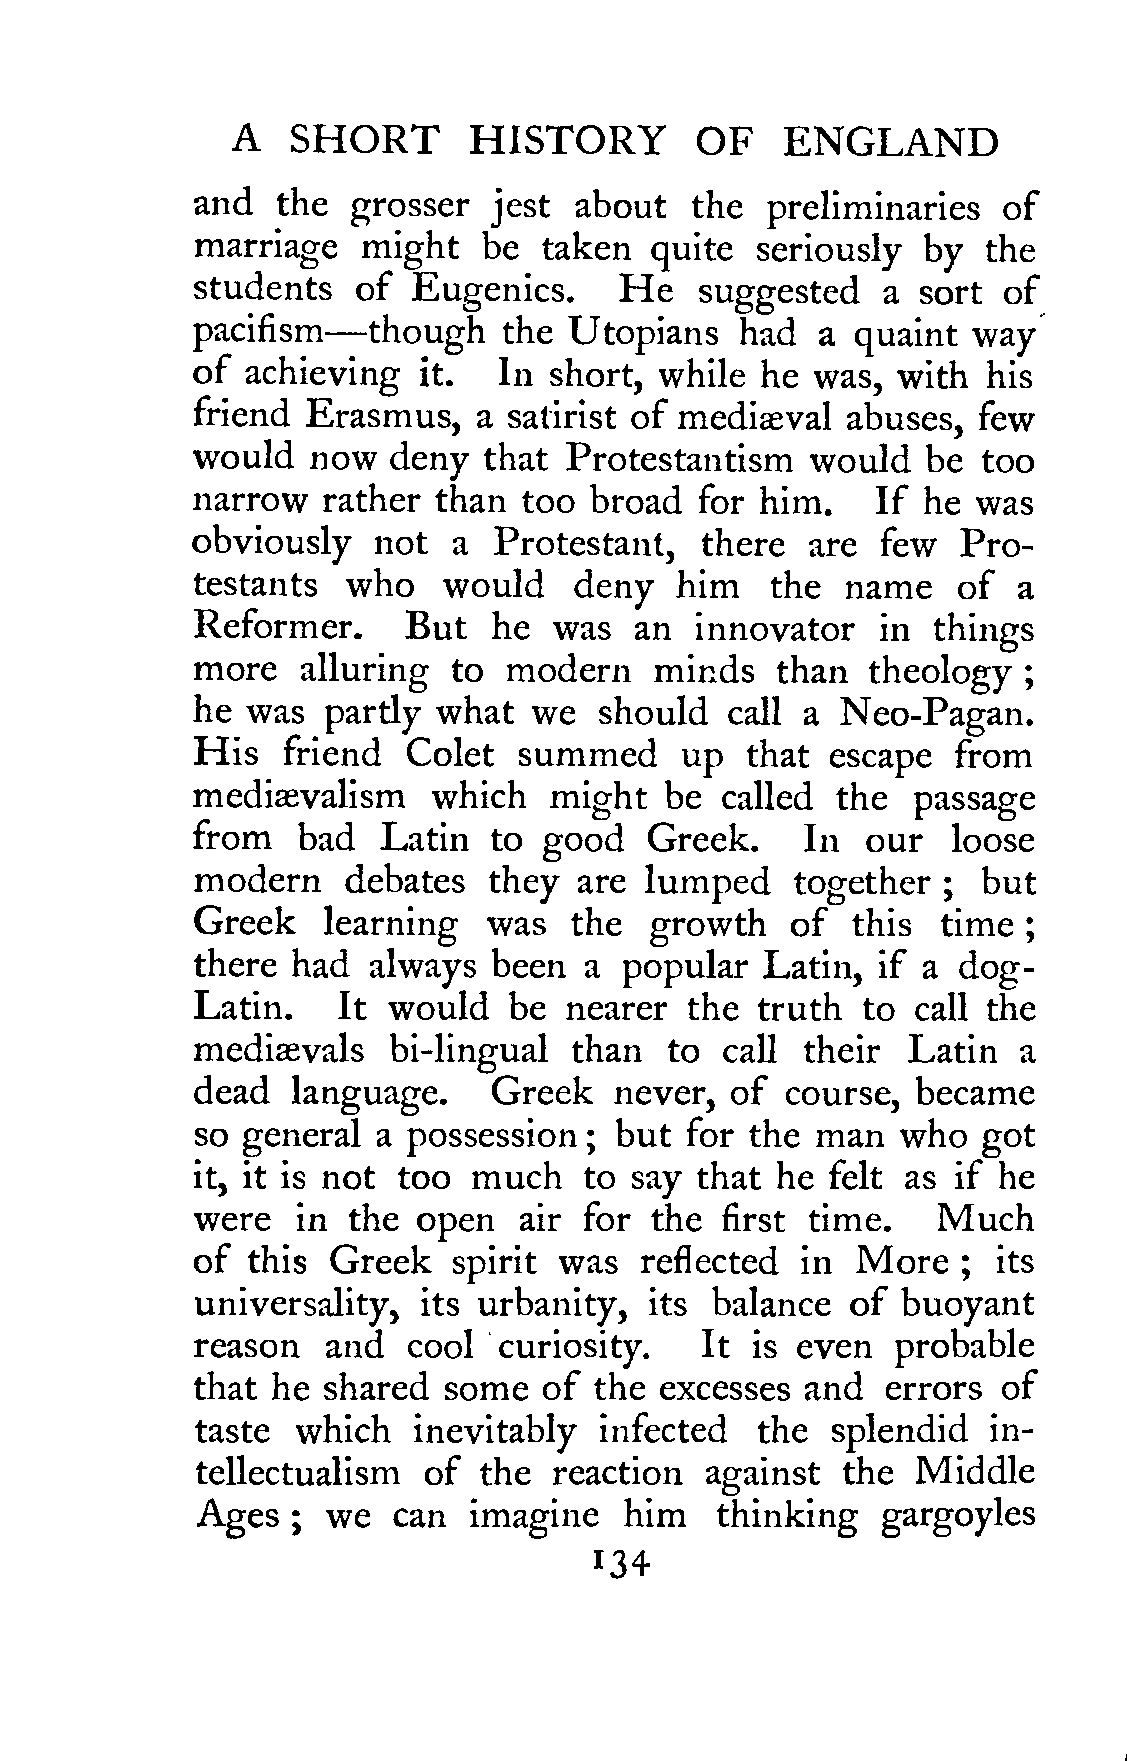 A SHORT HISTORY OF ENGLAND
and the grosser jest about the preliminaries of
marriage might be taken quite seriously by the
students of Eugenics. He suggested a sort of
pacifism—though the Utopians had a quaint way
of achieving it. In short, while he was, with his
friend Erasmus, a satirist of mediæval abuses, few
would now deny that Protestantism would be too
narrow rather than too broad for him. If he was
obviously not a Protestant, there are few Pro-
testants who would deny him the name of a
Reformer. But he was an innovator in things
more alluring to modern minds than theology ;
he was partly what we should call a Neo-Pagan.
His friend Colet summed up that escape from
mediævalism which might be called the passage
from bad Latin to good Greek. In our loose
modern debates they are lumped together ; but
Greek learning was the growth of this time ;
there had always been a popular Latin, if a dog-
Latin. It would be nearer the truth to call the
mediævals bi-lingual than to call their Latin a
dead language. Greek never, of course, became
so general a possession ; but for the man who got
it, it is not too much to say that he felt as if he
were in the open air for the first time. Much
of this Greek spirit was reflected in More ; its
universality, its urbanity, its balance of buoyant
reason and cool curiosity. It is even probable
that he shared some of the excesses and errors of
taste which inevitably infected the splendid in-
tellectualism of the reaction against the Middle
Ages ; we can imagine him thinking gargoyles
134